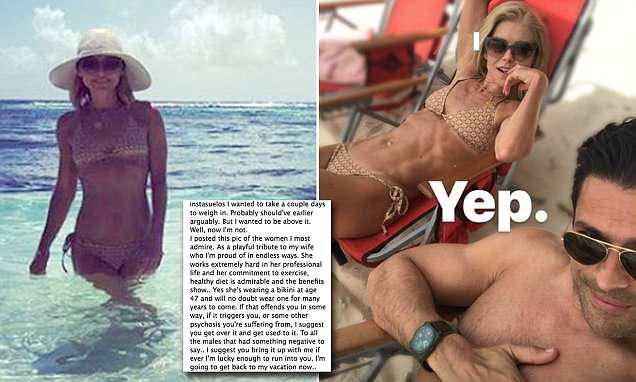 instasuelos I wanted to take a couple days
to weigh in. Probably should've earlier
arguably. But I wanted to be above it.
Well, now I'm not.
I posted this pic of the women I most
admire. As a playful tribute to my wife
who I'm proud of in endless ways. She
works extremely hard in her professional
life and her commitment to exercise,
healthy diet is admirable and the benefits
show.. Yes she's wearing a bikini at age
47 and will no doubt wear one for many
years to come. If that offends you in some
way, if it triggers you, or some other
psychosis you're suffering from, I suggest
you get over it and get used to it. To all
the males that had something negative to
say.. I suggest you bring it up with me if
ever I'm lucky enough to run into you. I'm
going to get back to my vacation now..
I
Yep.